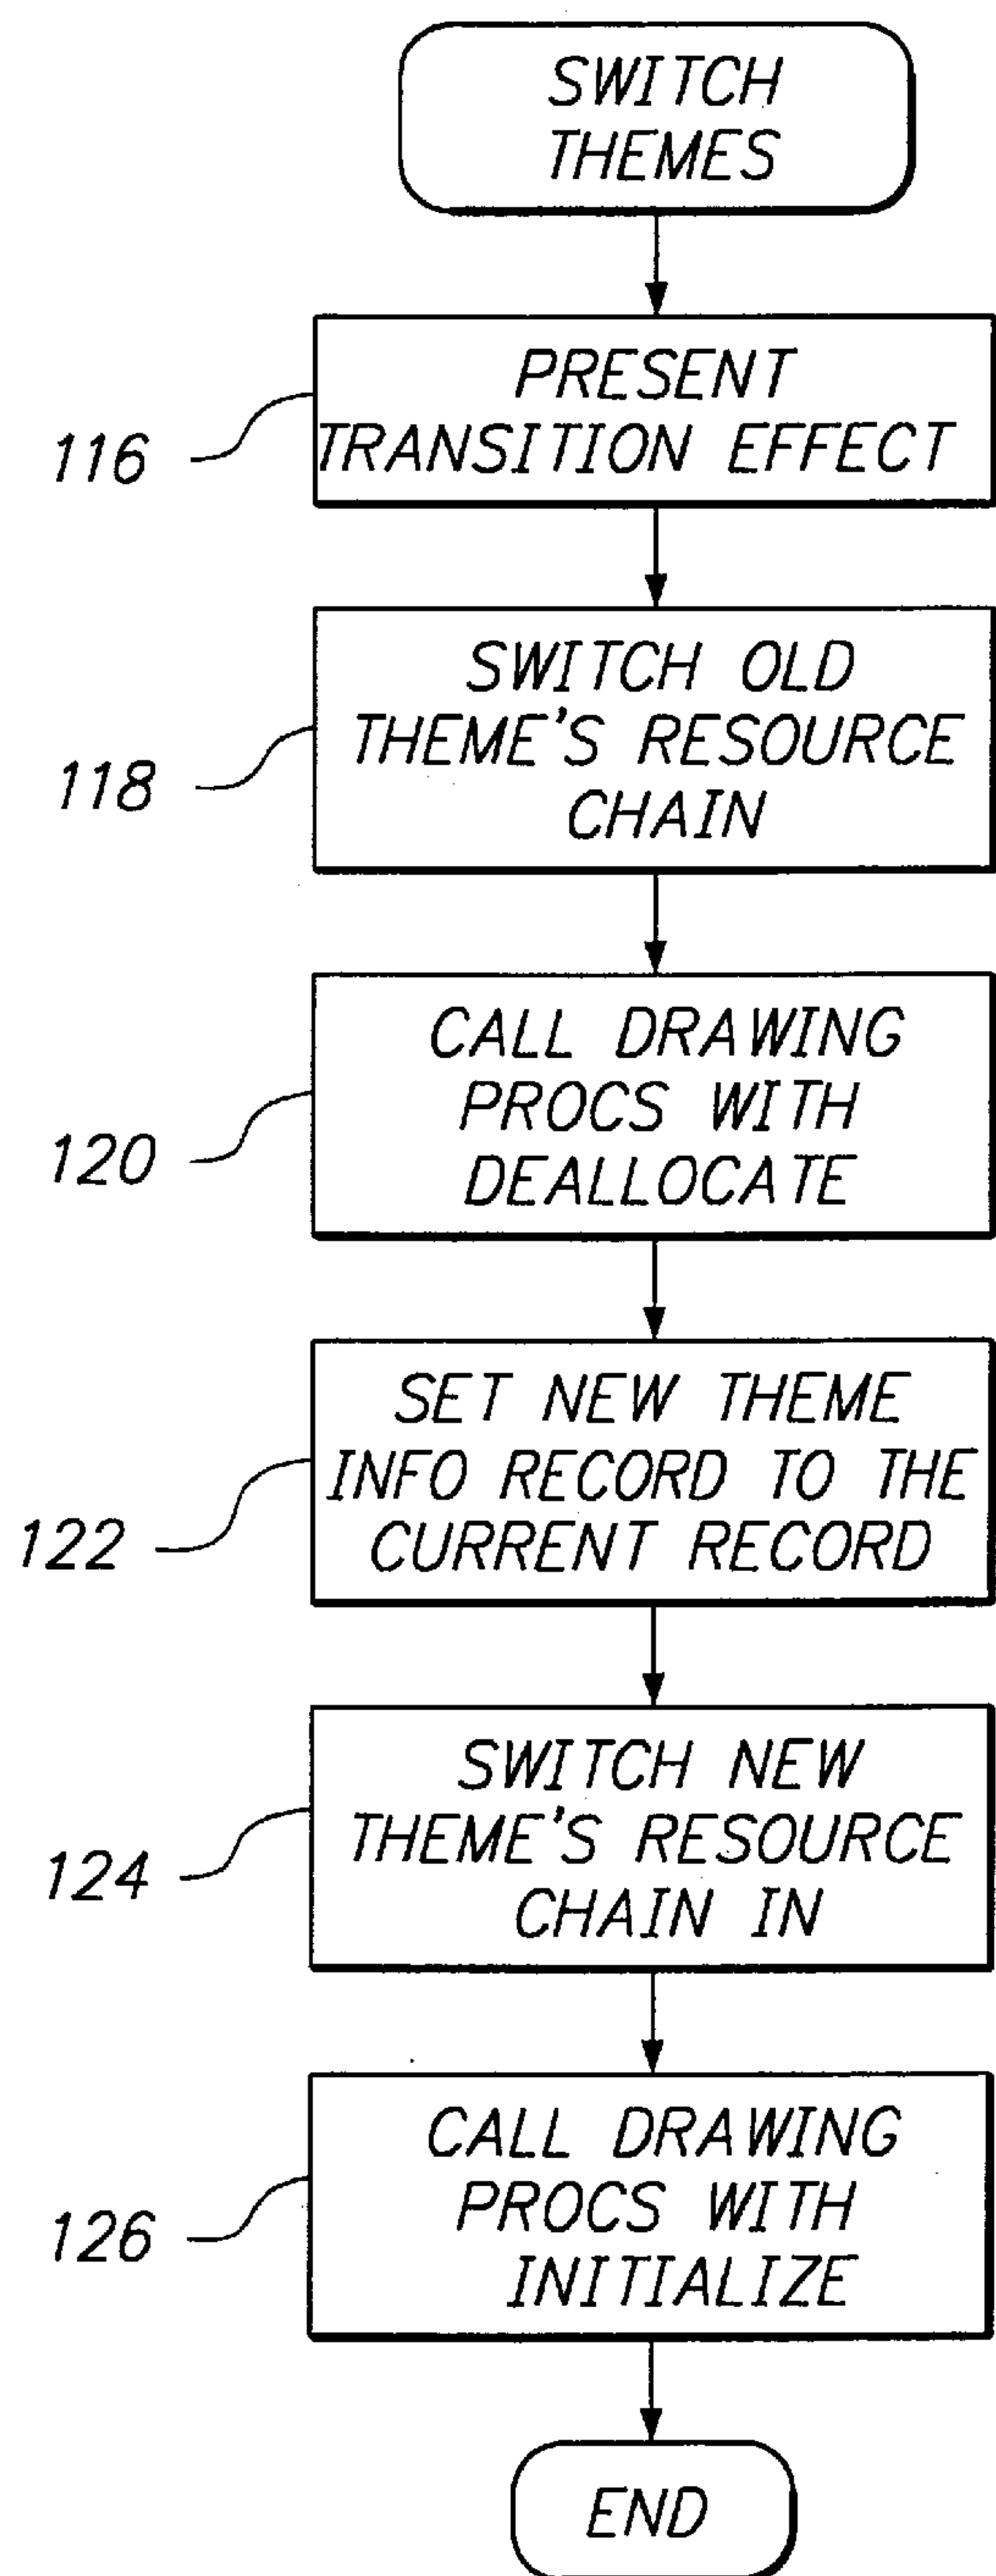 SWITCH
THEMES
PRESENT
TRANSITION EFFECT
116
SWITCH OLD
THEME'S RESOURCE
CHAIN
118
CALL DRAWING
PROCS WITH
DEALLOCATE
120
SET NEW THEME
INFO RECORD TO THE
CURRENT RECORD
122
SWITCH NEW
THEME'S RESOURCE
CHAIN IN
124
CALL DRAWING
PROCS WITH
INITIALIZE
126
END